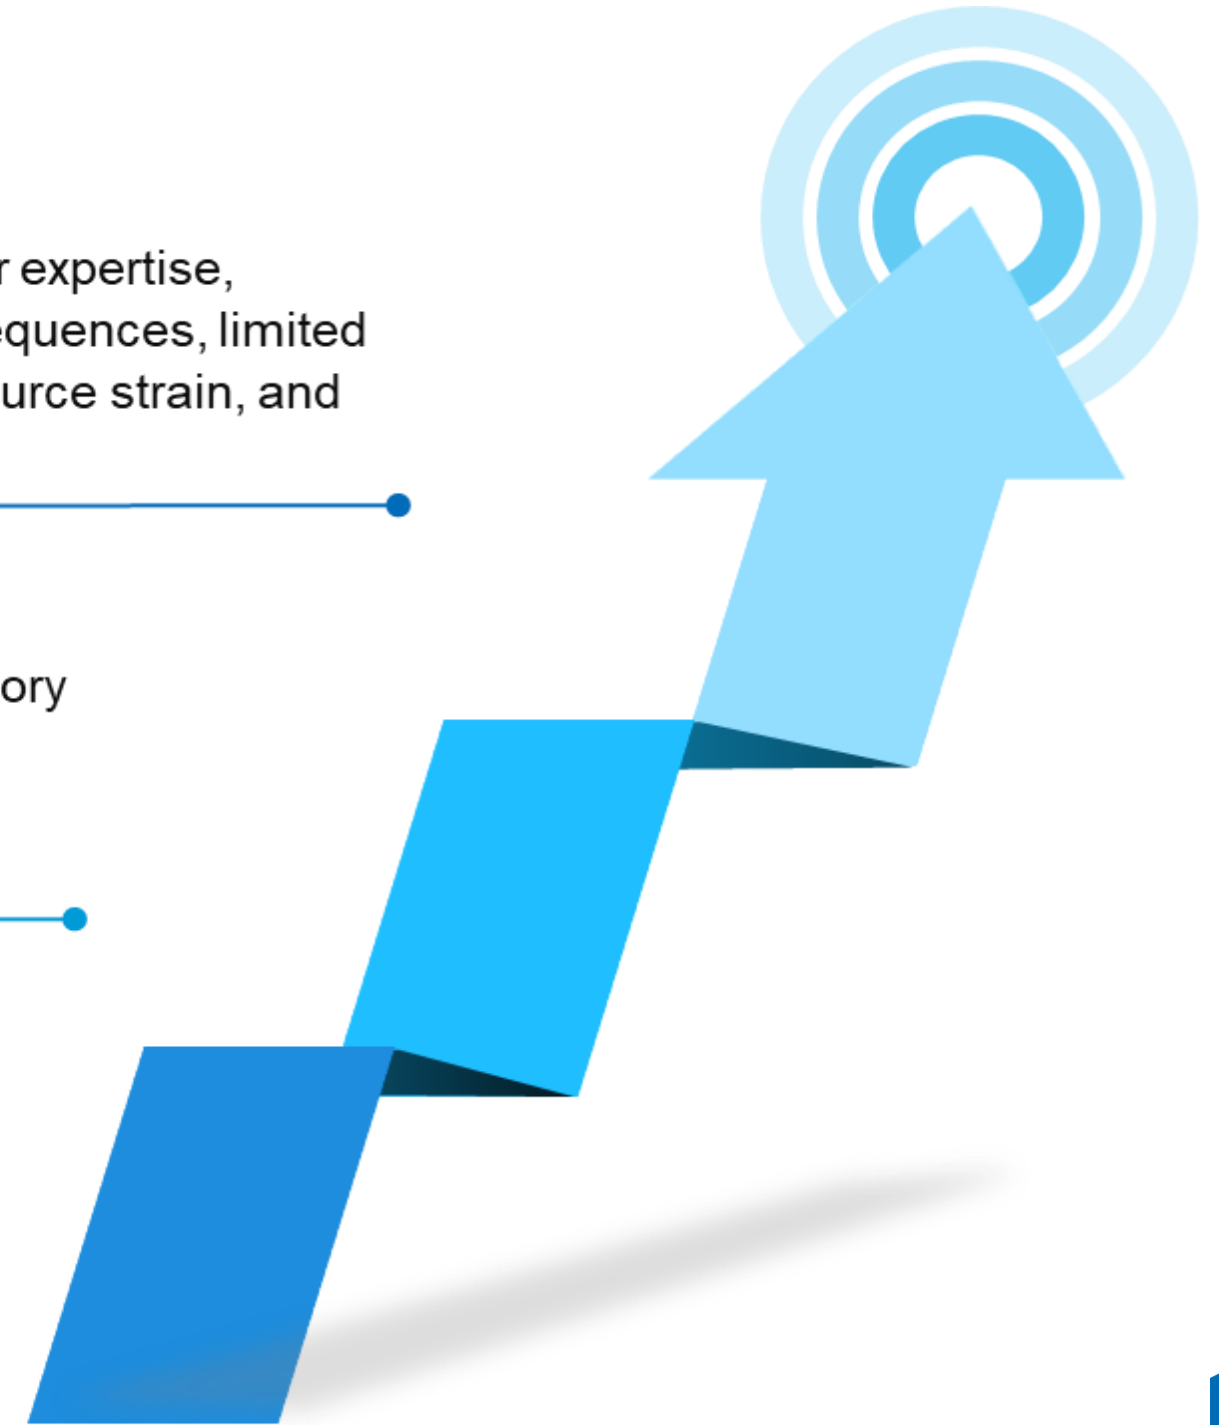 r expertise,
equences, limited
urce strain, and
ory